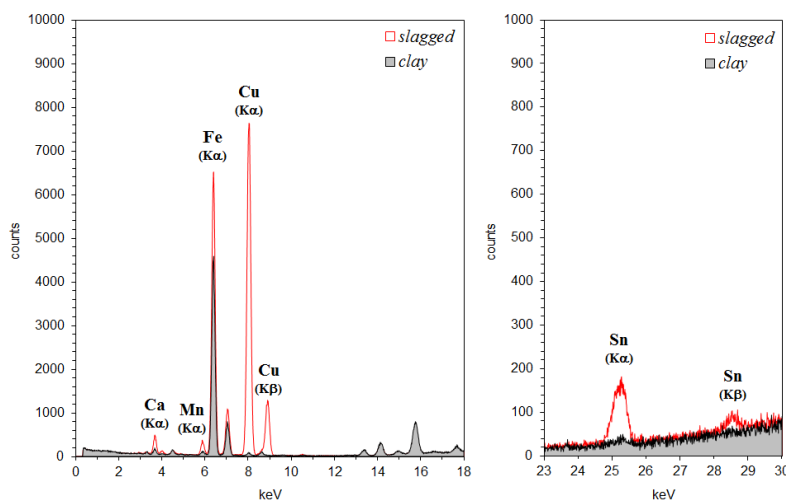 10000
9000
8000
7000
6000
5000
4000
3000
2000
1000
0
counts
0 2 4 6 8 10 12 14 16 18
keV
slagged
clay
Ca
(Kα)
Mn
(Kα)
Fe
(Kα)
Cu
(Kα)
Cu
(Kβ)
1000
900
800
700
600
500
400
300
200
100
0
counts
23 24 25 26 27 28 29 30
keV
slagged
clay
Sn
(Kα)
Sn
(Kβ)